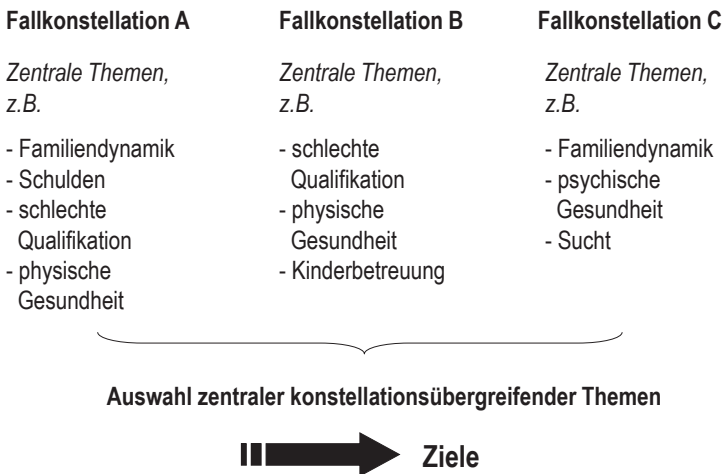 Fallkonstellation A
Zentrale Themen,
z.B.
- Familiendynamik
- Schulden
- schlechte
Qualifikation
- physische
Gesundheit
Fallkonstellation B
Zentrale Themen,
z.B.
- schlechte
Qualifikation
- physische
Gesundheit
- Kinderbetreuung
Fallkonstellation C
Zentrale Themen,
z.B.
- Familiendynamik
- psychische
Gesundheit
- Sucht
Auswahl zentraler konstellationsübergreifender Themen
Ziele